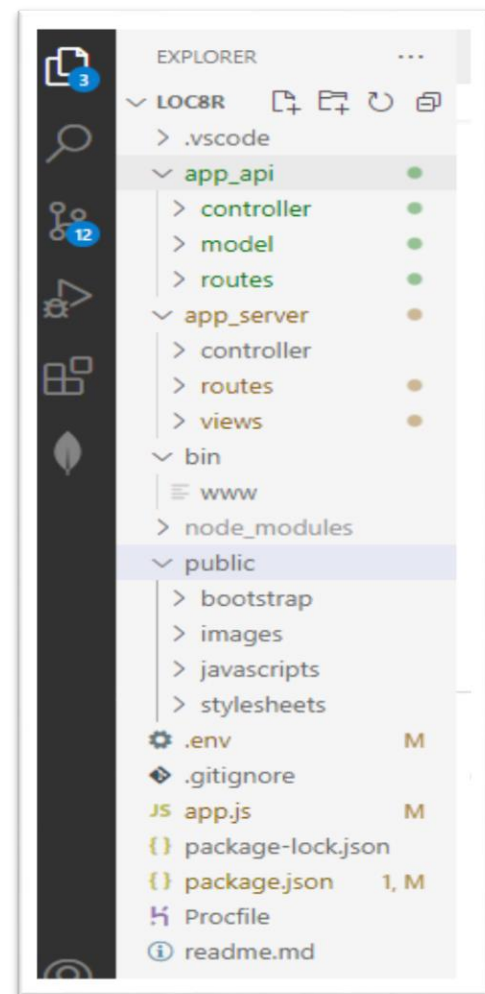 EXPLORER ...
LOC8R
.vscode
app_api
controller
model
routes
app_server
controller
routes
views
bin
www
node_modules
public
bootstrap
images
javascripts
stylesheets
.env M
.gitignore
JS app.js M
{} package-lock.json
{} package.json 1, M
Procfile
readme.md
3
12